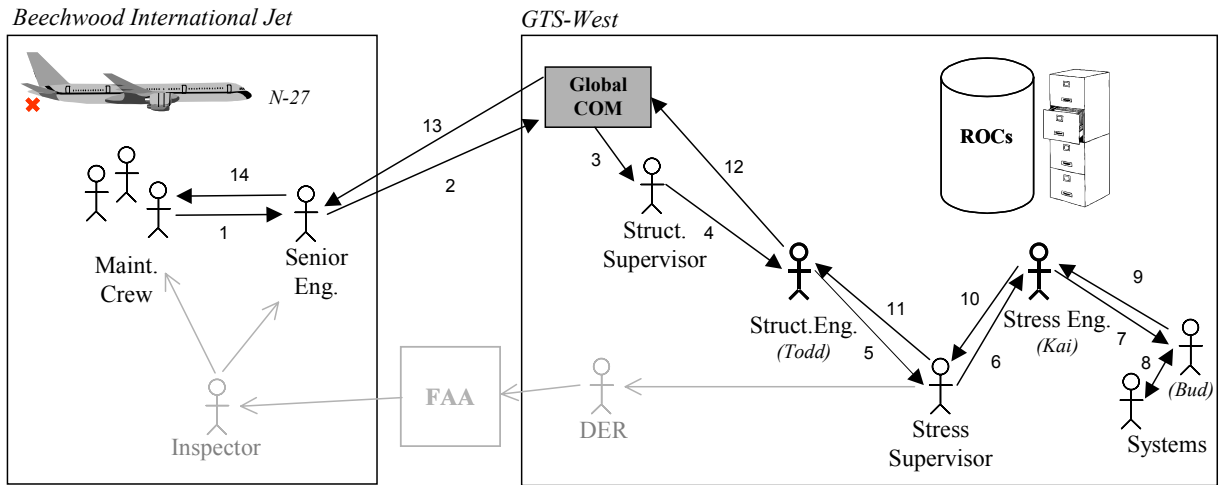 Beechwood International Jet
GTS-West
N-27
Global
COM
ROCs
13
2
3
12
14
1
4
Maint.
Crew
Senior
Eng.
Struct.
Supervisor
Struct.Eng.
(Todd)
5
11
10
6
Stress Eng.
(Kai)
9
7
8
(Bud)
Systems
Inspector
FAA
DER
Stress
Supervisor